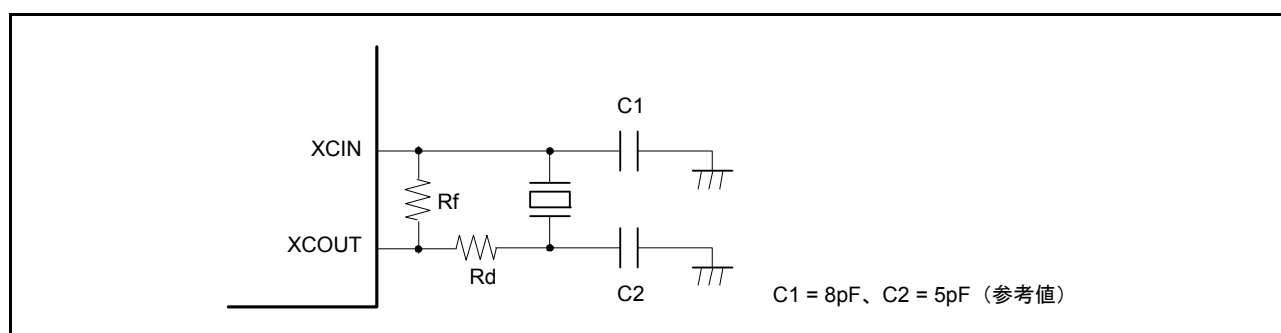 C1
XCIN
Rf
XCOUT
Rd
C2
C1 = 8pF、C2 = 5pF（参考値）